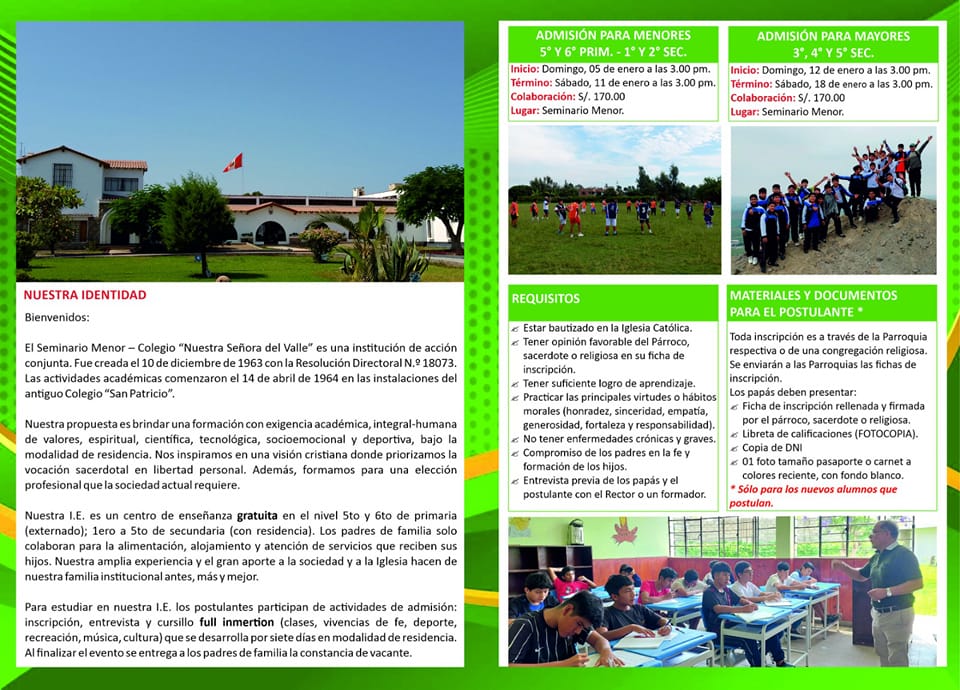 NUESTRA IDENTIDAD
Bienvenidos:
El Seminario Menor – Colegio “Nuestra Señora del Valle” es una institución de acción
conjunta. Fue creada el 10 de diciembre de 1963 con la Resolución Directoral N.º 18073.
Las actividades académicas comenzaron el 14 de abril de 1964 en las instalaciones del
antiguo Colegio “San Patricio”.
Nuestra propuesta es brindar una formación con exigencia académica, integral-humana
de valores, espiritual, científica, tecnológica, socioemocional y deportiva, bajo la
modalidad de residencia. Nos inspiramos en una visión cristiana donde priorizamos la
vocación sacerdotal en libertad personal. Además, formamos para una elección
profesional que la sociedad actual requiere.
Nuestra I.E. es un centro de enseñanza gratuita en el nivel 5to y 6to de primaria
(externado); 1ero a 5to de secundaria (con residencia). Los padres de familia solo
colaboran para la alimentación, alojamiento y atención de servicios que reciben sus
hijos. Nuestra amplia experiencia y el gran aporte a la sociedad y a la Iglesia hacen de
nuestra familia institucional antes, más y mejor.
Para estudiar en nuestra I.E. los postulantes participan de actividades de admisión:
inscripción, entrevista y cursillo full inmertion (clases, vivencias de fe, deporte,
recreación, música, cultura) que se desarrolla por siete días en modalidad de residencia.
Al finalizar el evento se entrega a los padres de familia la constancia de vacante.
ADMISIÓN PARA MENORES
5° Y 6° PRIM. - 1° Y 2° SEC.
Inicio: Domingo, 05 de enero a las 3.00 pm.
Término: Sábado, 11 de enero a las 3.00 pm.
Colaboración: S/. 170.00
Lugar: Seminario Menor.
ADMISIÓN PARA MAYORES
3°, 4° Y 5° SEC.
Inicio: Domingo, 12 de enero a las 3.00 pm.
Término: Sábado, 18 de enero a las 3.00 pm.
Colaboración: S/. 170.00
Lugar: Seminario Menor.
REQUISITOS
Estar bautizado en la Iglesia Católica.
Tener opinión favorable del Párroco,
sacerdote o religiosa en su ficha de
inscripción.
Tener suficiente logro de aprendizaje.
Practicar las principales virtudes o hábitos
morales (honradez, sinceridad, empatía,
generosidad, fortaleza y responsabilidad).
No tener enfermedades crónicas y graves.
Compromiso de los padres en la fe y
formación de los hijos.
Entrevista previa de los papás y el
postulante con el Rector o un formador.
MATERIALES Y DOCUMENTOS
PARA EL POSTULANTE *
Toda inscripción es a través de la Parroquia
respectiva o de una congregación religiosa.
Se enviarán a las Parroquias las fichas de
inscripción.
Los papás deben presentar:
Ficha de inscripción rellenada y firmada
por el párroco, sacerdote o religiosa.
Libreta de calificaciones (FOTOCOPIA).
Copia de DNI
01 foto tamaño pasaporte o carnet a
colores reciente, con fondo blanco.
* Sólo para los nuevos alumnos que
postulan.